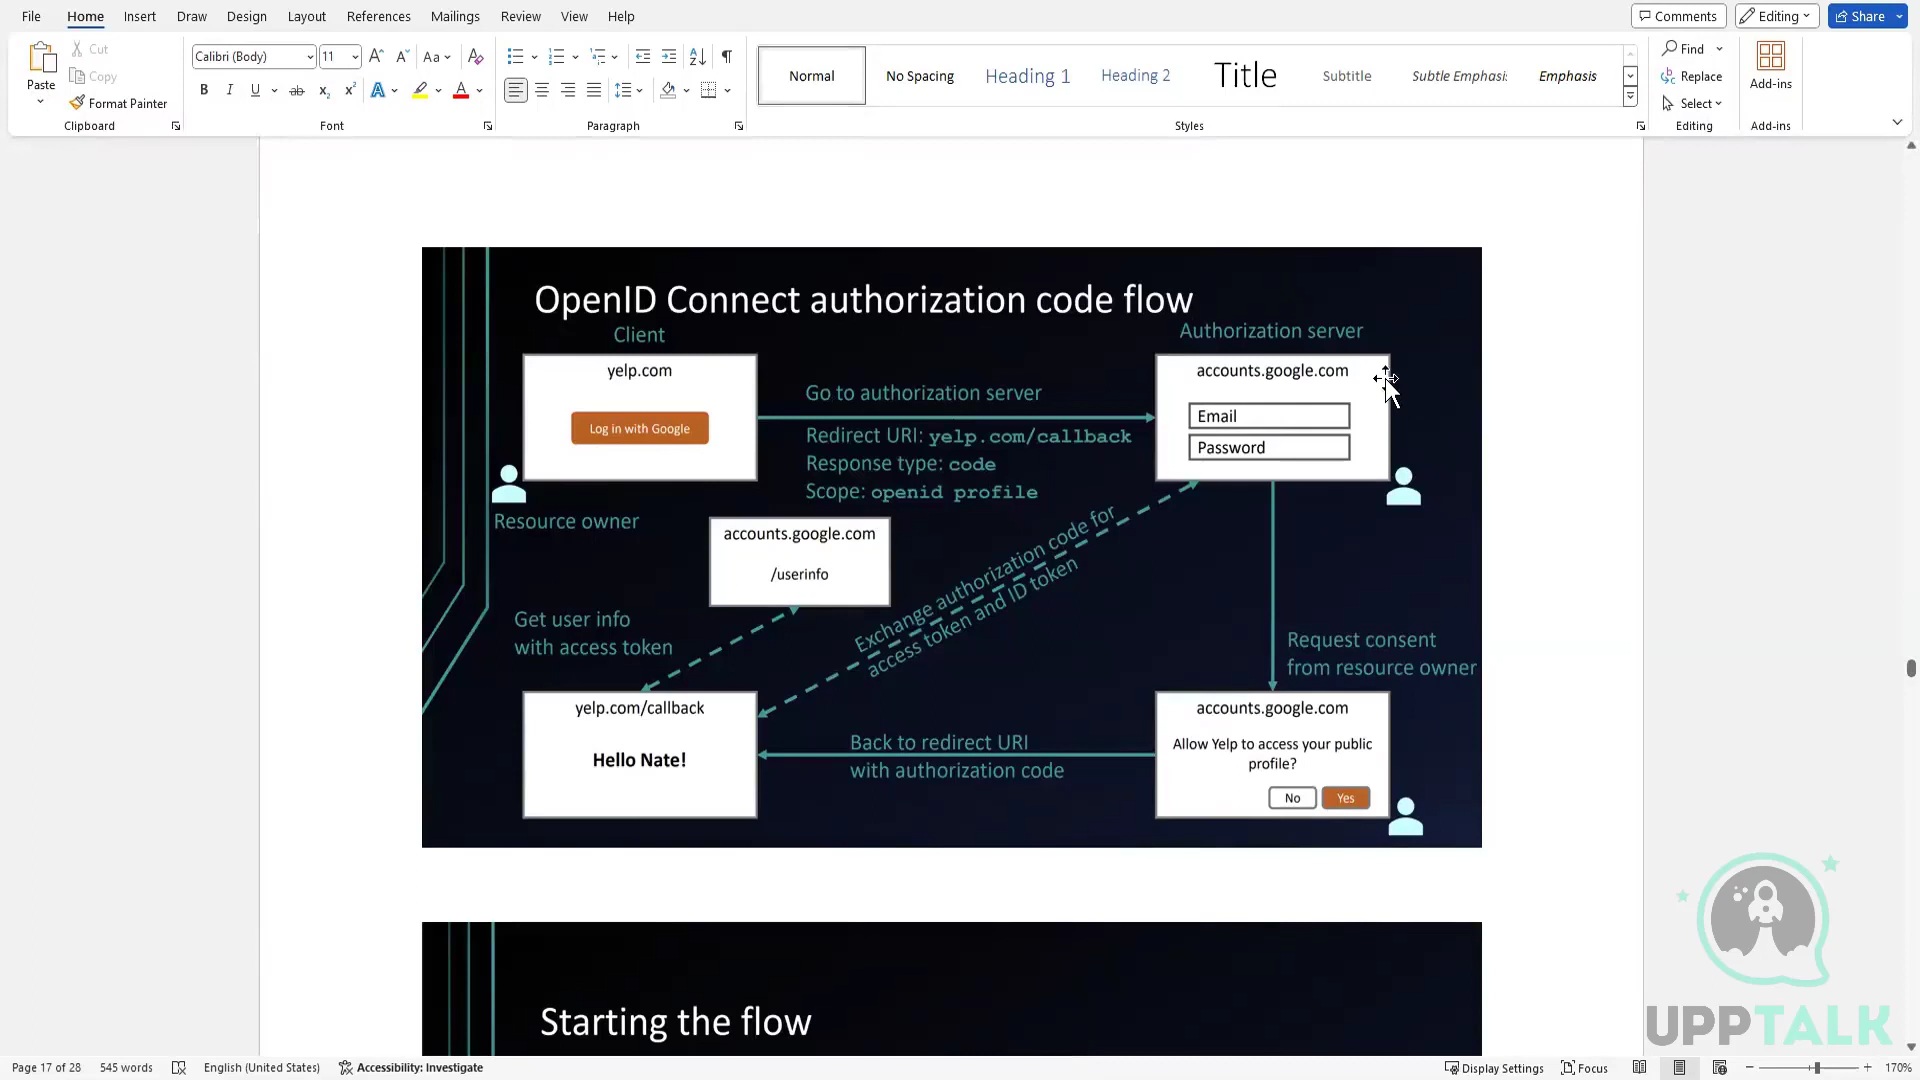 File Home Insert Draw Design Layout References Mailings Review View Help
Comments Editing Share
Paste
Cut
Copy
Format Painter
Clipboard
Calibri (Body) 11
Font
Paragraph
Normal No Spacing Heading 1 Heading 2 Title Subtitle Subtle Emphasi: Emphasis
Styles
Find
Replace
Select
Editing
Add-ins
Add-ins
OpenID Connect authorization code flow
Client
yelp.com
Log in with Google
Resource owner
Go to authorization server
Redirect URI: yelp.com/callback
Response type: code
Scope: openid profile
Authorization server
accounts.google.com
Email
Password
accounts.google.com
/userinfo
Exchange authorization code for
access token and ID token
Get user info
with access token
Request consent
from resource owner
yelp.com/callback
Hello Nate!
Back to redirect URI
with authorization code
accounts.google.com
Allow Yelp to access your public
profile?
No Yes
Starting the flow
UPPTALK
Page 17 of 28 545 words English (United States) Accessibility: Investigate Display Settings Focus 170%